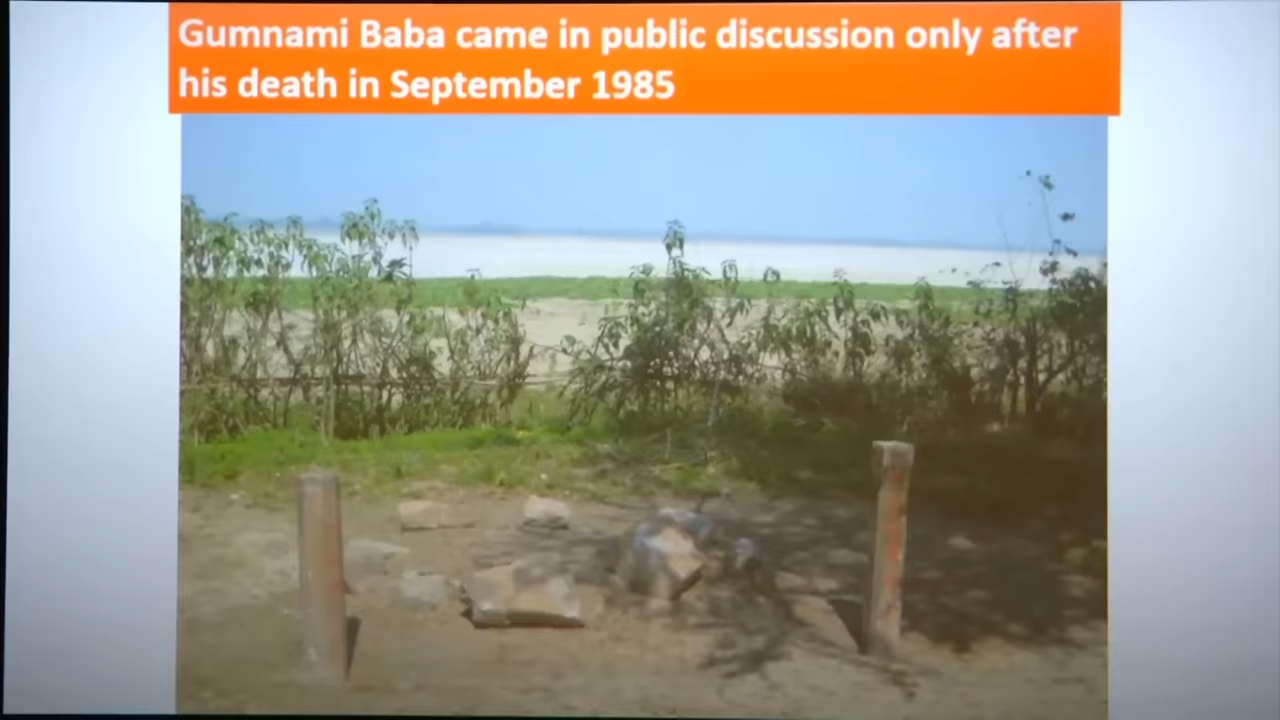 Gumnami Baba came in public discussion only after
his death in September 1985